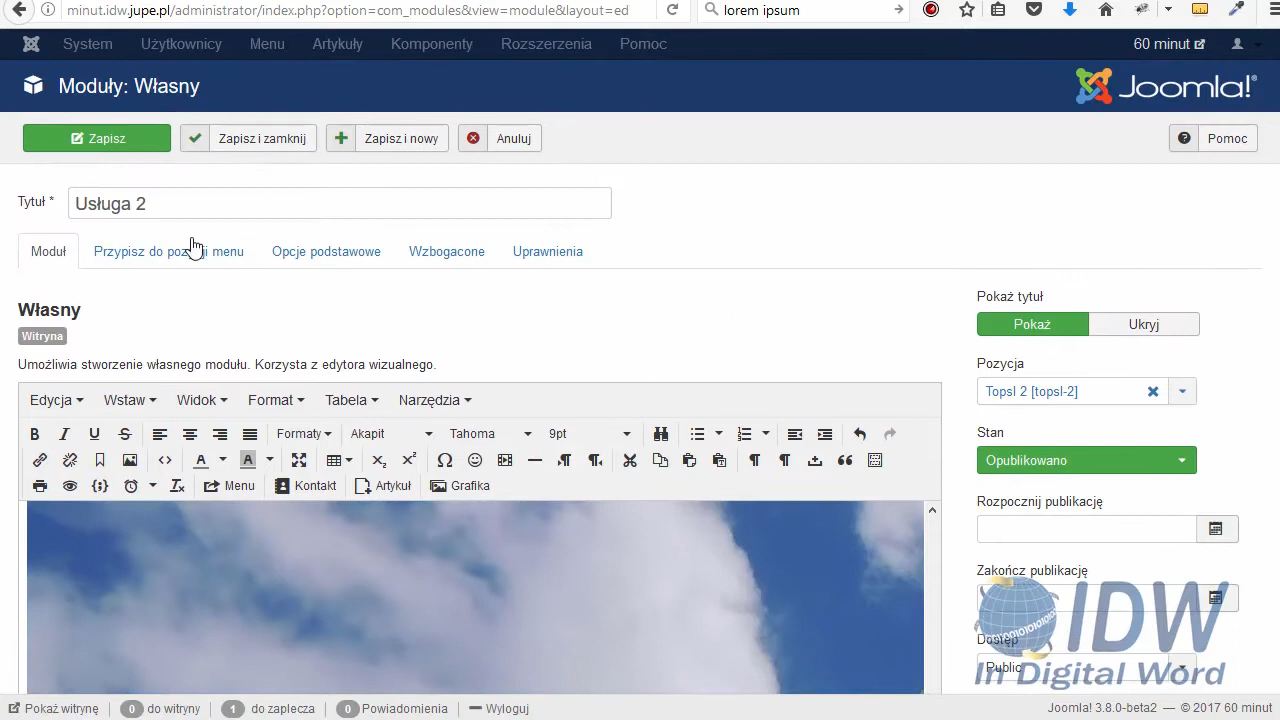 minut.idw.jupe.pl/administrator/index.php?option=com_modules&view=module&layout=ed
lorem ipsum
System Użytkownicy Menu Artykuły Komponenty Rozszerzenia Pomoc 60 minut
Moduły: Własny
Joomla!®
Zapisz Zapisz i zamknij Zapisz i nowy Anuluj Pomoc
Tytuł * Usługa 2
Moduł Przypisz do pozycji menu Opcje podstawowe Wzbogacone Uprawnienia
Własny
Witryna
Umożliwia stworzenie własnego modułu. Korzysta z edytora wizualnego.
Edycja Wstaw Widok Format Tabela Narzędzia
Formaty Akapit Tahoma 9pt
Menu Kontakt Artykuł Grafika
Pokaż tytuł
Pokaż Ukryj
Pozycja
Topsl 2 [topsl-2]
Stan
Opublikowano
Rozpocznij publikację
Zakończ publikację
Dostęp
Public
IDW
In Digital Word
Pokaż witrynę 0 do witryny 1 do zaplecza 0 Powiadomienia Wyloguj
Joomla! 3.8.0-beta2 — © 2017 60 minut